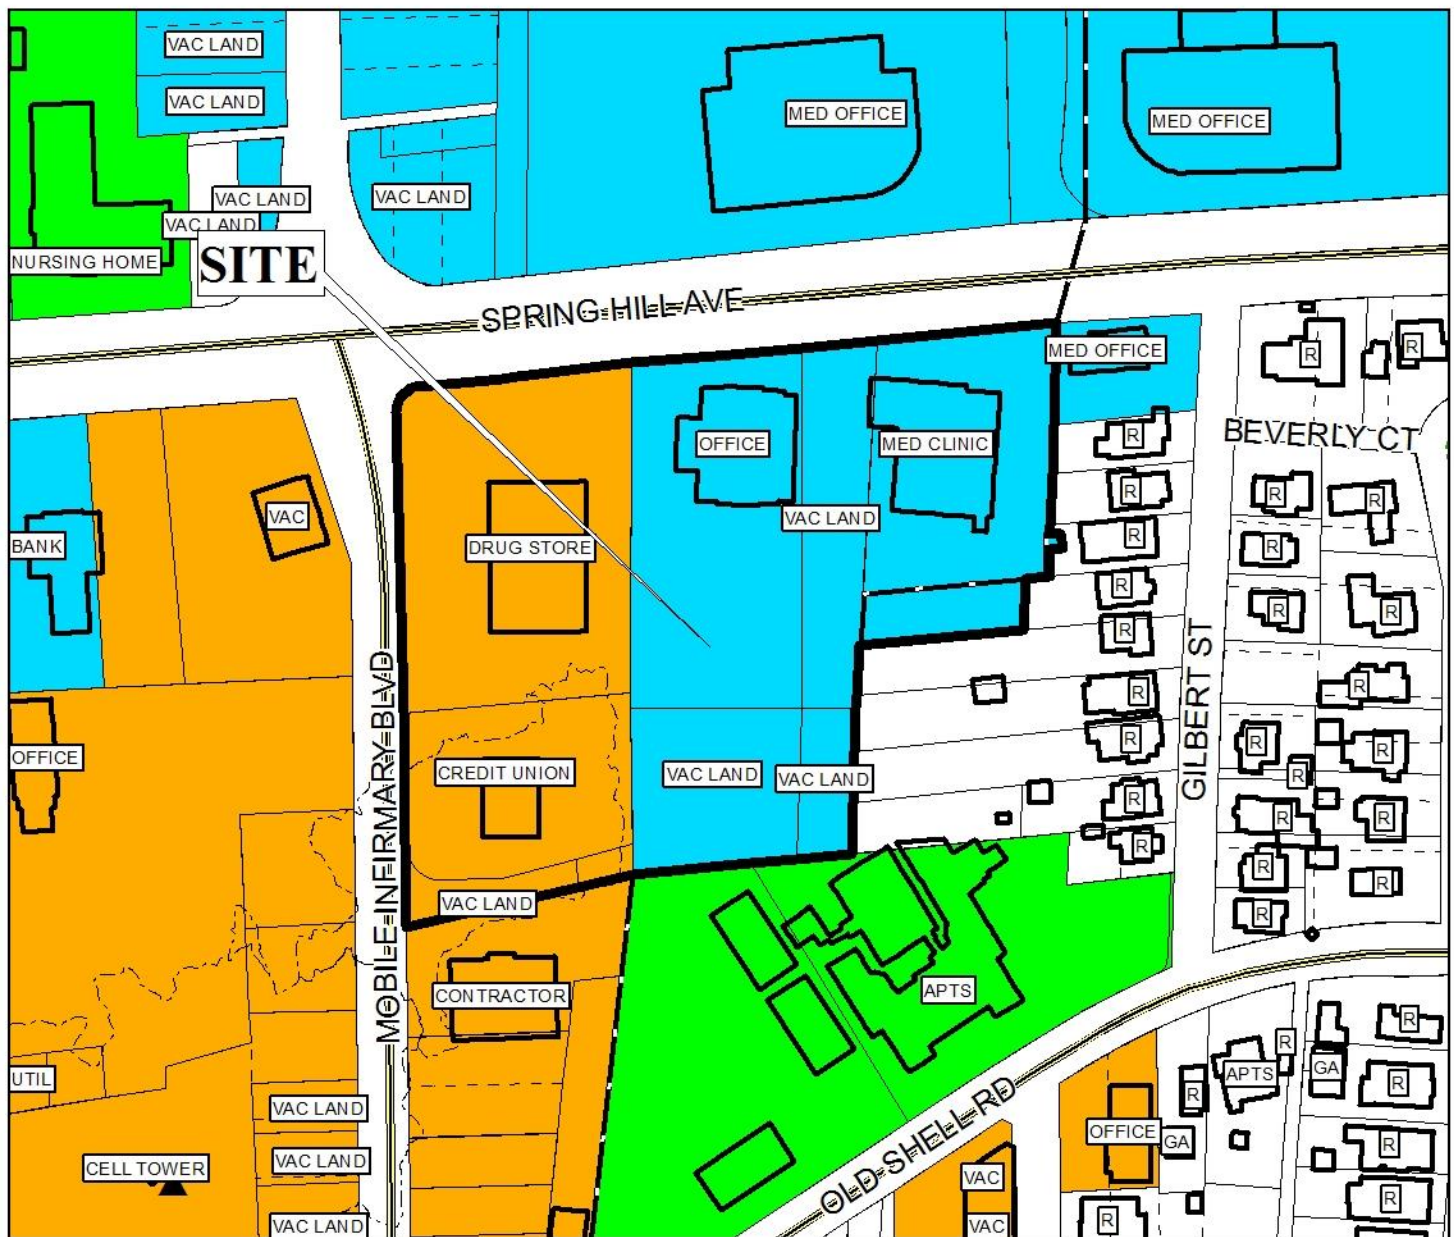 VAC LAND
VAC LAND
MED OFFICE
MED OFFICE
VAC LAND
VAC LAND
VAC LAND
NURSING HOME
SITE
SPRING HILL AVE
MED OFFICE
R
R
BEVERLY CT
R
OFFICE
MED CLINIC
R
R
R
VAC
VAC LAND
BANK
DRUG STORE
R
R
R
R
R
R
GILBERT ST
R
R
MOBILE INFIRMARY BLVD
R
R
R
OFFICE
CREDIT UNION
VAC LAND
VAC LAND
R
R
R
R
R
R
R
VAC LAND
R
CONTRACTOR
APTS
R
R
UTIL
APTS
GA
R
R
OLD SHELL RD
VAC LAND
OFFICE
GA
R
VAC LAND
CELL TOWER
VAC
R
VAC LAND
VAC
R